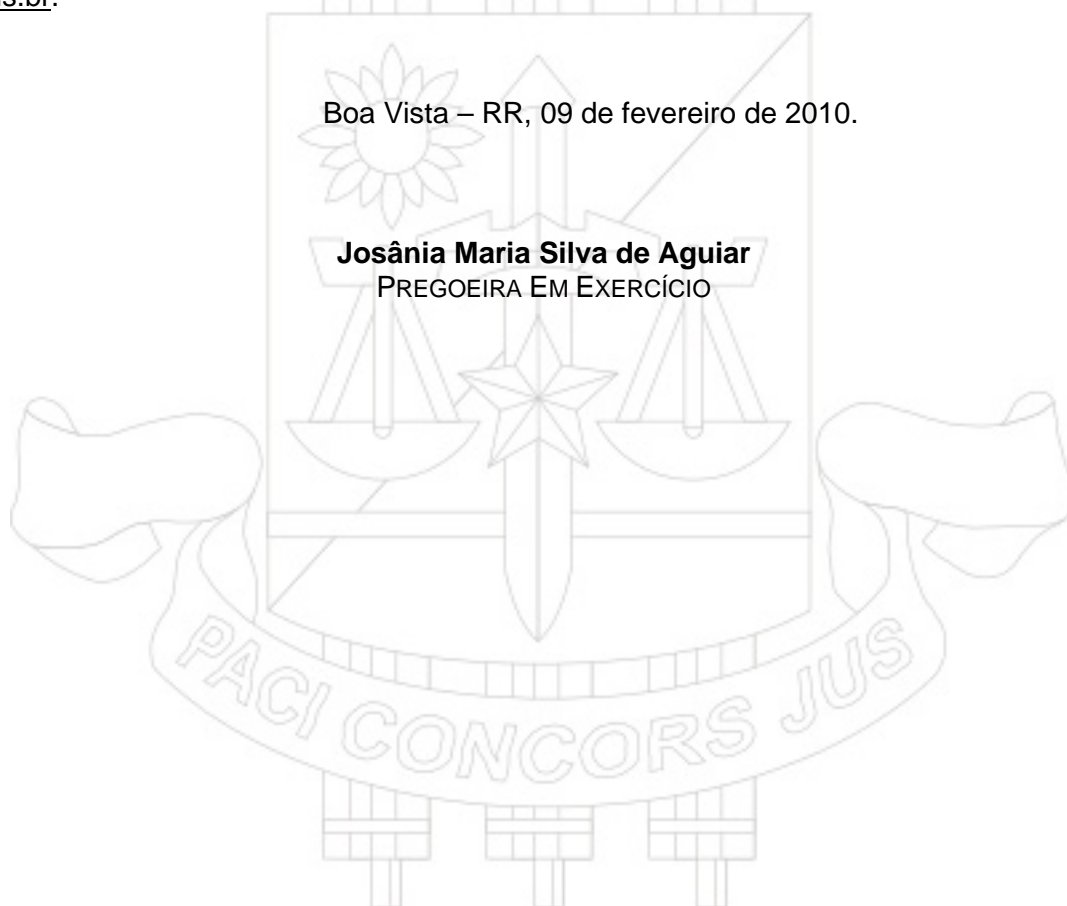 Boa Vista – RR, 09 de fevereiro de 2010.
Josânia Maria Silva de Aguiar
PREGOEIRA EM EXERCÍCIO
PACI CONCORS JUS